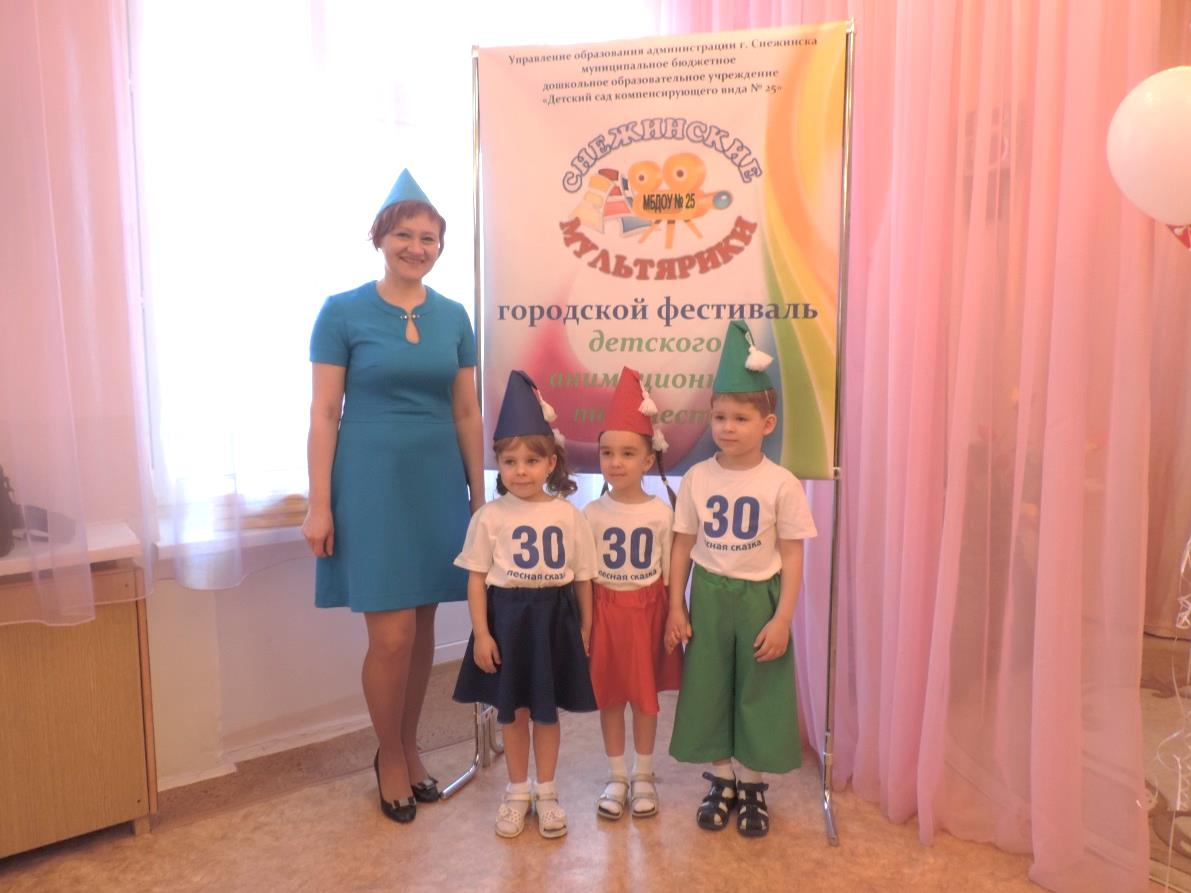 Управление образования администрации г. Снежинска
муниципальное бюджетное
дошкольное образовательное учреждение
«Детский сад компенсирующего вида № 25»
СНЕЖИНСКИЕ
МБДОУ № 25
МУЛЬТЯРИКИ
городской фестиваль
детского
30
лесная сказка
30
лесная сказка
30
сказка